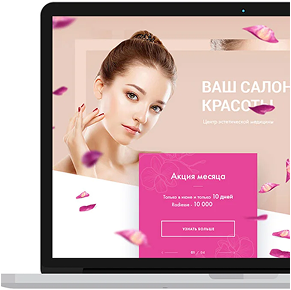 ВАШ САЛОН
КРАСОТЫ
Центр эстетической медицины
Акция месяца
Только в июне и только 10 дней
Radiesse - 10 000
УЗНАТЬ БОЛЬШЕ
01 / 04